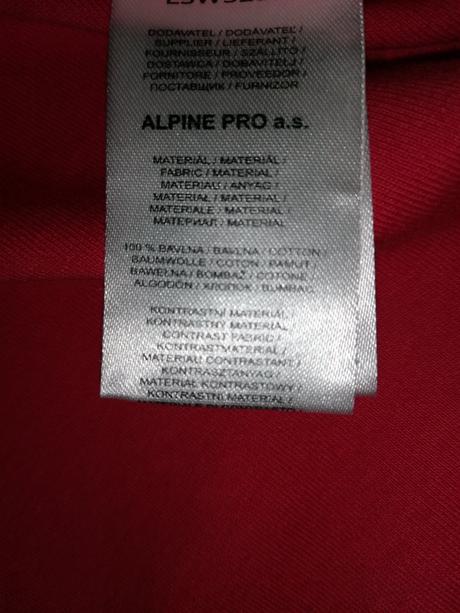 DODAVATEL / DODÁVATEĽ /
SUPPLIER / LIEFERANT /
FOURNISSEUR / SZÁLLÍTÓ /
DOSTAWCA / DOBAVITELJ /
FORNITORE / PROVEEDOR /
ПОСТАВЩИК / FURNIZOR
ALPINE PRO a.s.
MATERIÁL / MATERIÁL /
FABRIC / MATERIAL /
MATERIAU / ANYAG /
MATERIAŁ / MATERIAL /
MATERIALE / MATERIAL
МАТЕРИАЛ / MATERIAL
100 % BAVLNA / BAVLNA / COTTON /
BAUMWOLLE / COTON / PAMUT /
BAWEŁNA / BOMBAŽ / COTONE /
ALGODÓN / ХЛОПОК / BUMBAC
KONTRASTNÍ MATERIÁL /
KONTRASTNÝ MATERIÁL /
CONTRAST FABRIC /
KONTRASTMATERIAL /
MATERIAU CONTRASTANT /
KONTRASZTANYAG /
MATERIAŁ KONTRASTOWY /
KONTRASTNI MATERIAL /